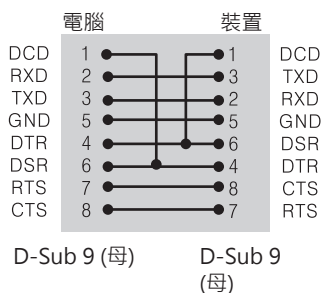 電腦 裝置
DCD 1 1 DCD
RXD 2 3 TXD
TXD 3 2 RXD
GND 5 5 GND
DTR 4 6 DSR
DSR 6 4 DTR
RTS 7 8 CTS
CTS 8 7 RTS
D-Sub 9 (母) D-Sub 9
(母)